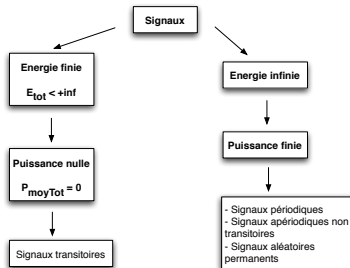 Signaux
Energie finie
E_tot < +inf
Energie infinie
Puissance nulle
P_moyTot = 0
Puissance finie
Signaux transitoires
- Signaux périodiques
- Signaux apériodiques non
transitoires
- Signaux aléatoires
permanents